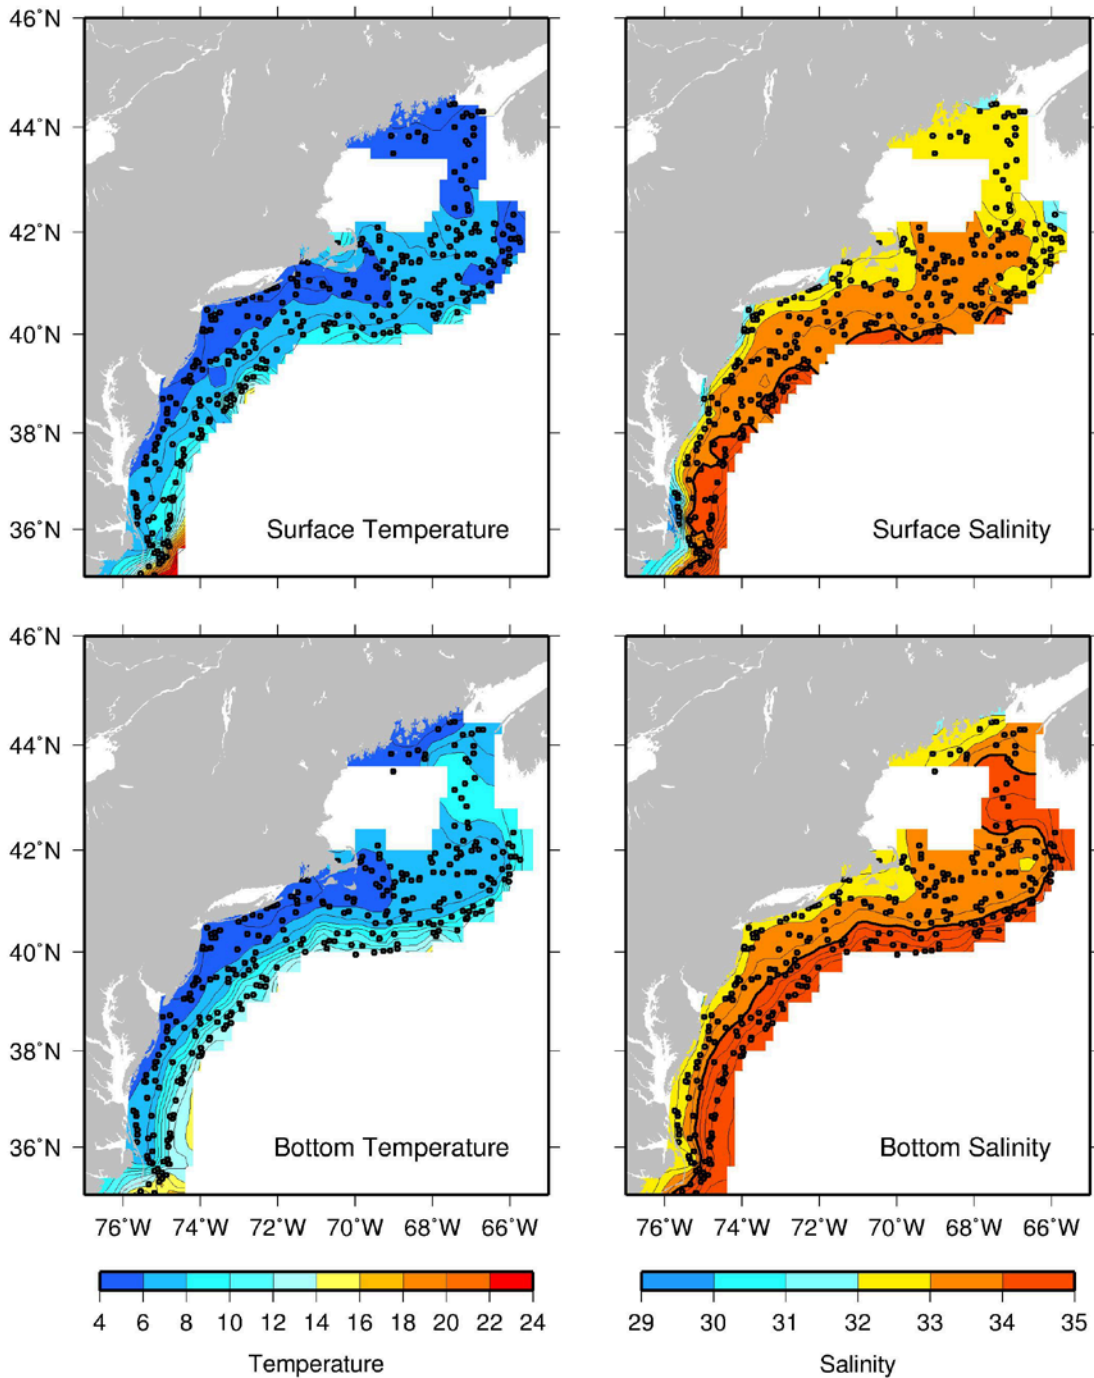 46°N
44°N
42°N
40°N
38°N
36°N
Surface Temperature
Surface Salinity
46°N
44°N
42°N
40°N
38°N
36°N
Bottom Temperature
Bottom Salinity
76°W 74°W 72°W 70°W 68°W 66°W
76°W 74°W 72°W 70°W 68°W 66°W
4 6 8 10 12 14 16 18 20 22 24
29 30 31 32 33 34 35
Temperature
Salinity